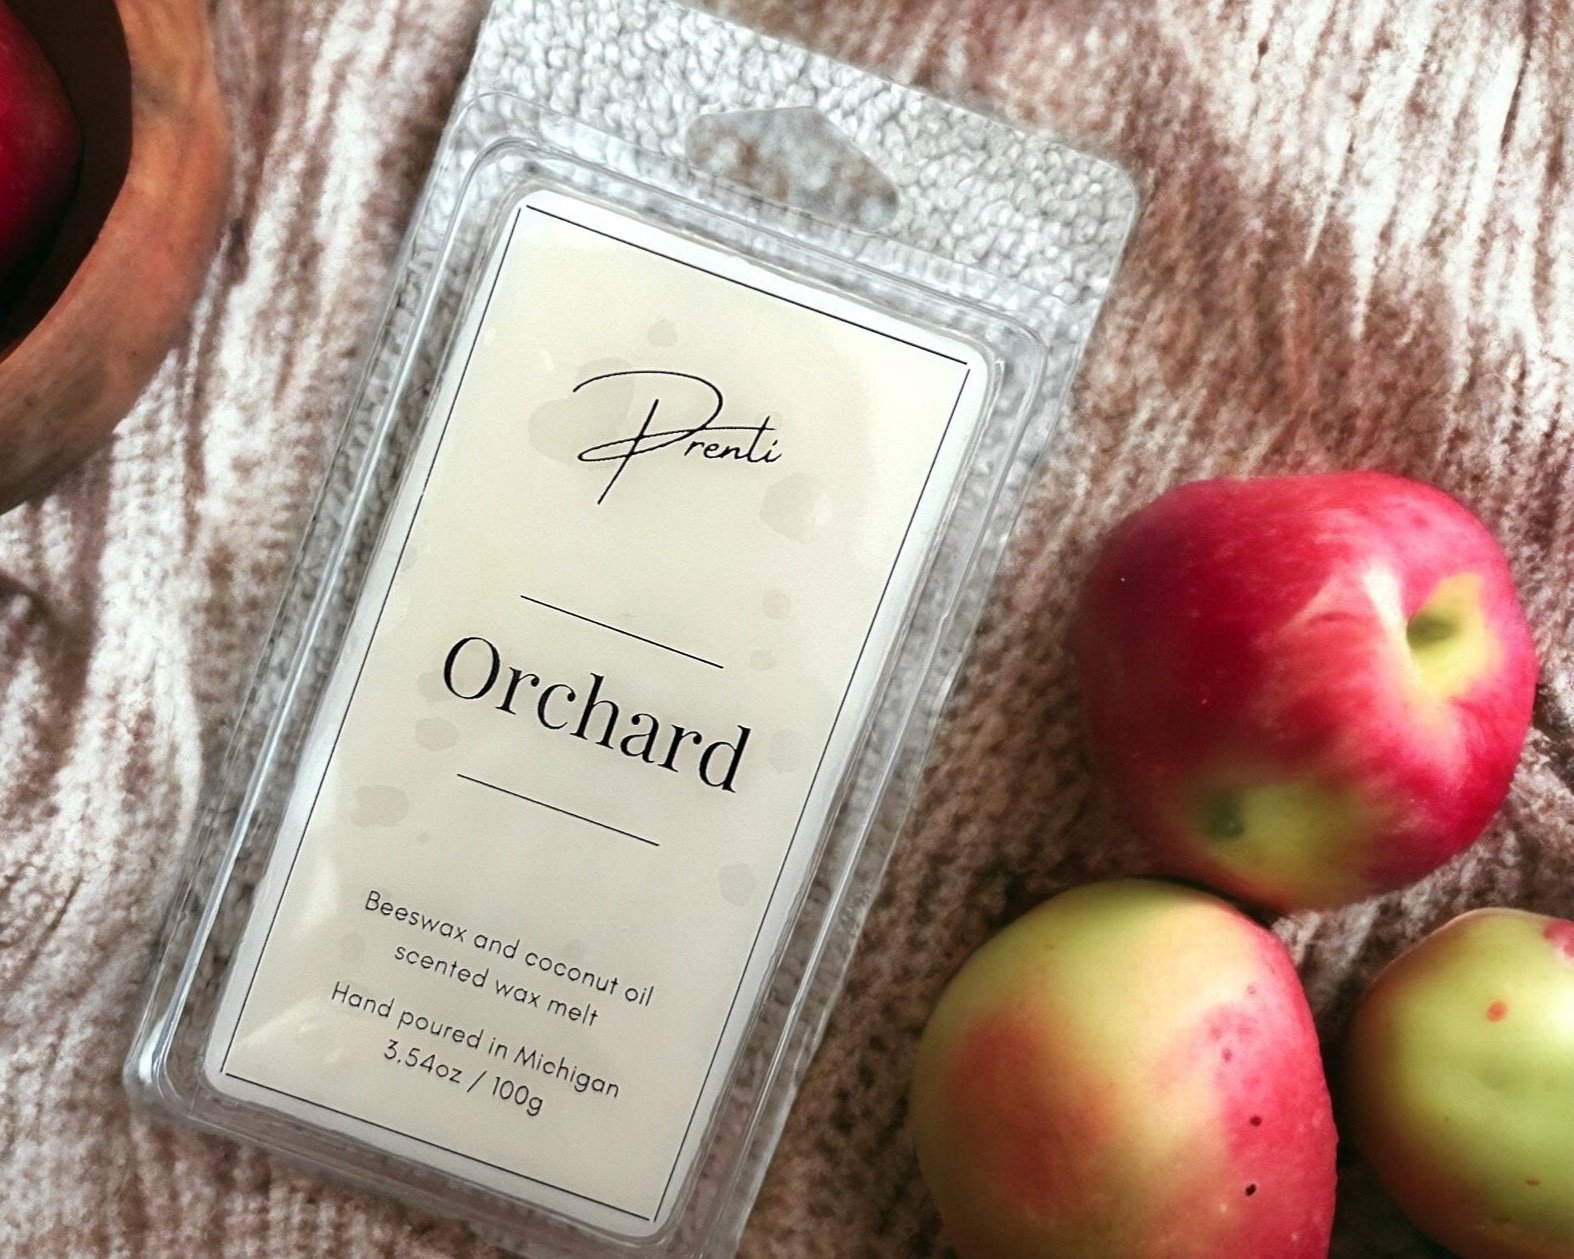 Prenti
Orchard
Beeswax and coconut oil
scented wax melt
Hand poured in Michigan
3.54oz / 100g